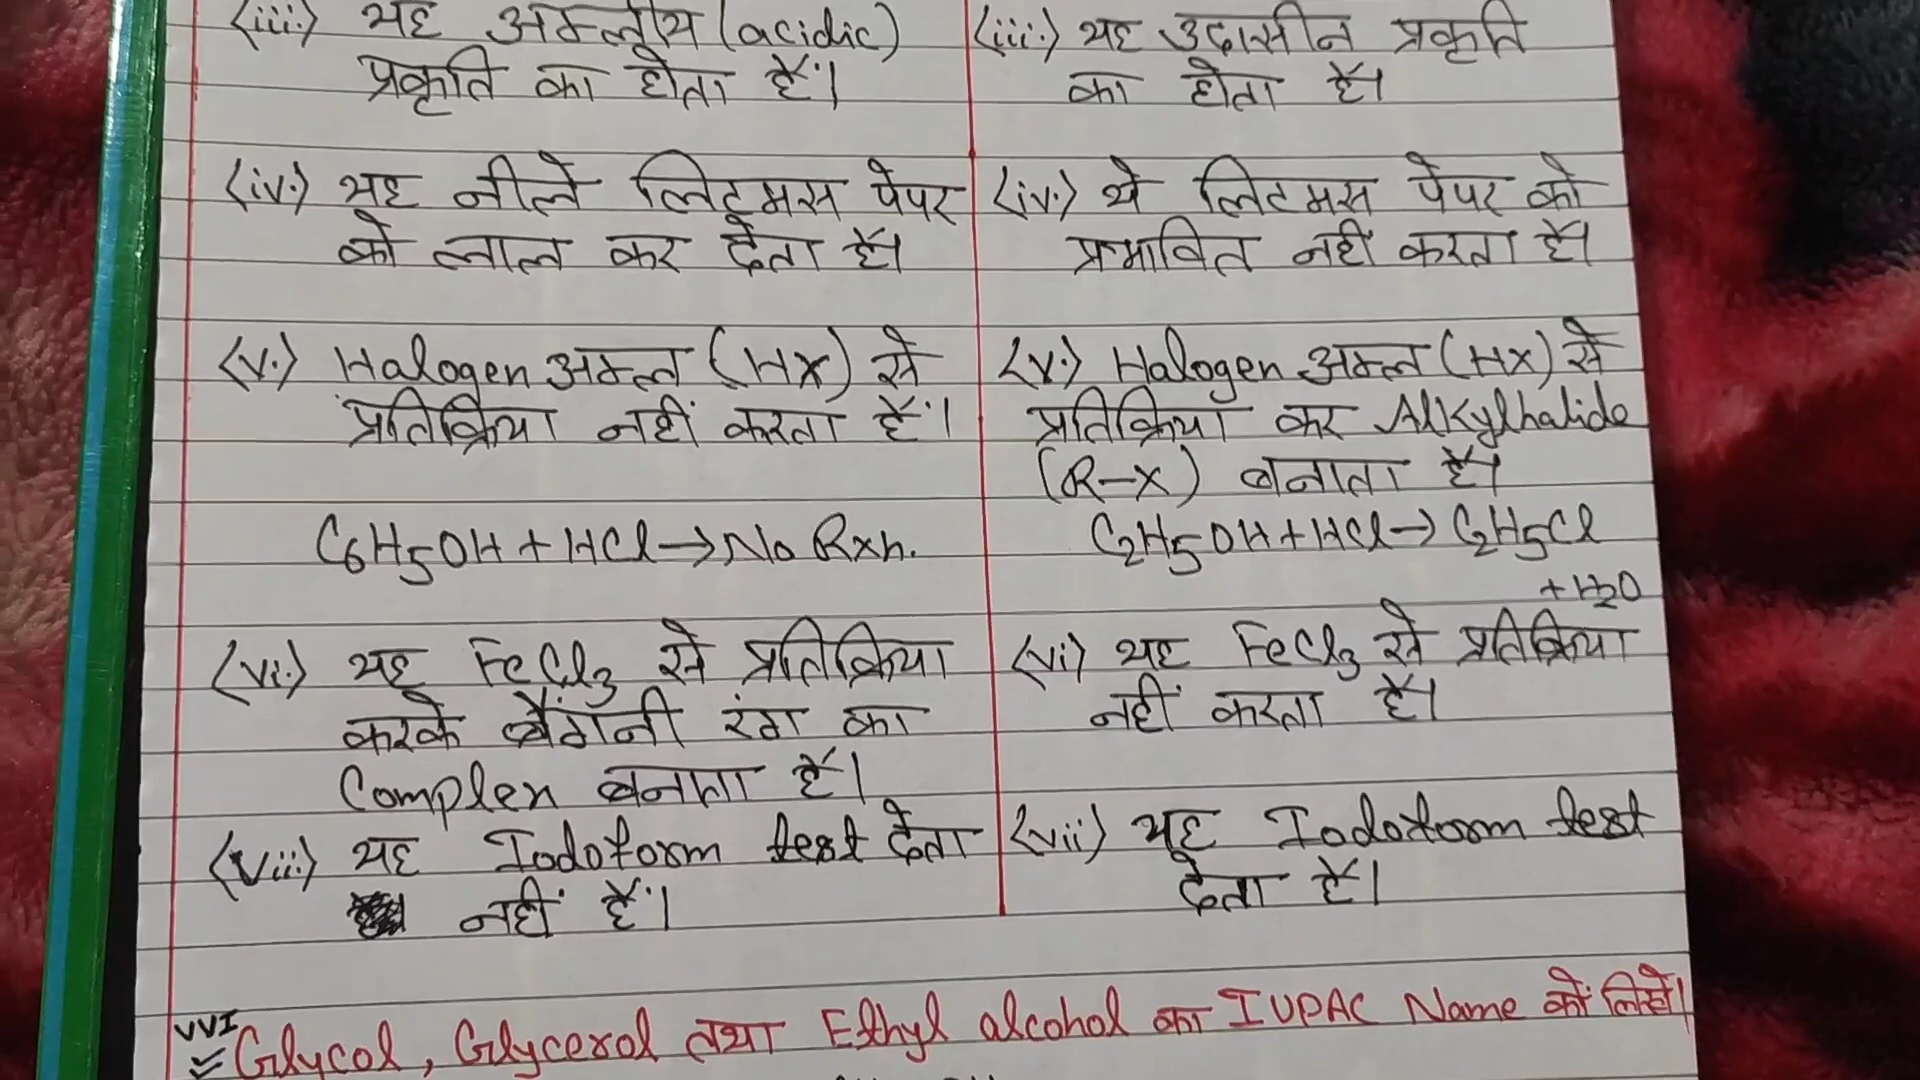 (iii.) यह अम्लीय (acidic)
प्रकृति का होता हैं।
(iv.) यह नीले लिटमस पेपर
को लाल कर देता हैं।
(v.) Halogen अम्ल (HX) से
प्रतिक्रिया नहीं करता हैं।
C6H5OH + HCl → No Rxn.
(vi.) यह FeCl3 से प्रतिक्रिया
करके बैंगनी रंग का
Complex बनाता हैं।
(vii.) यह Iodoform test देता
नहीं हैं।
(iii.) यह उदासीन प्रकृति
का होता हैं।
(iv.) ये लिटमस पेपर को
प्रभावित नहीं करता हैं।
(v.) Halogen अम्ल (HX) से
प्रतिक्रिया कर Alkylhalide
(R-X) बनाता हैं।
C2H5OH + HCl → C2H5Cl
+ H2O
(vi) यह FeCl3 से प्रतिक्रिया
नहीं करता हैं।
(vii) यह Iodoform test
देता हैं।
VVI
Glycol, Glycerol तथा Ethyl alcohol का IUPAC Name को लिखें।